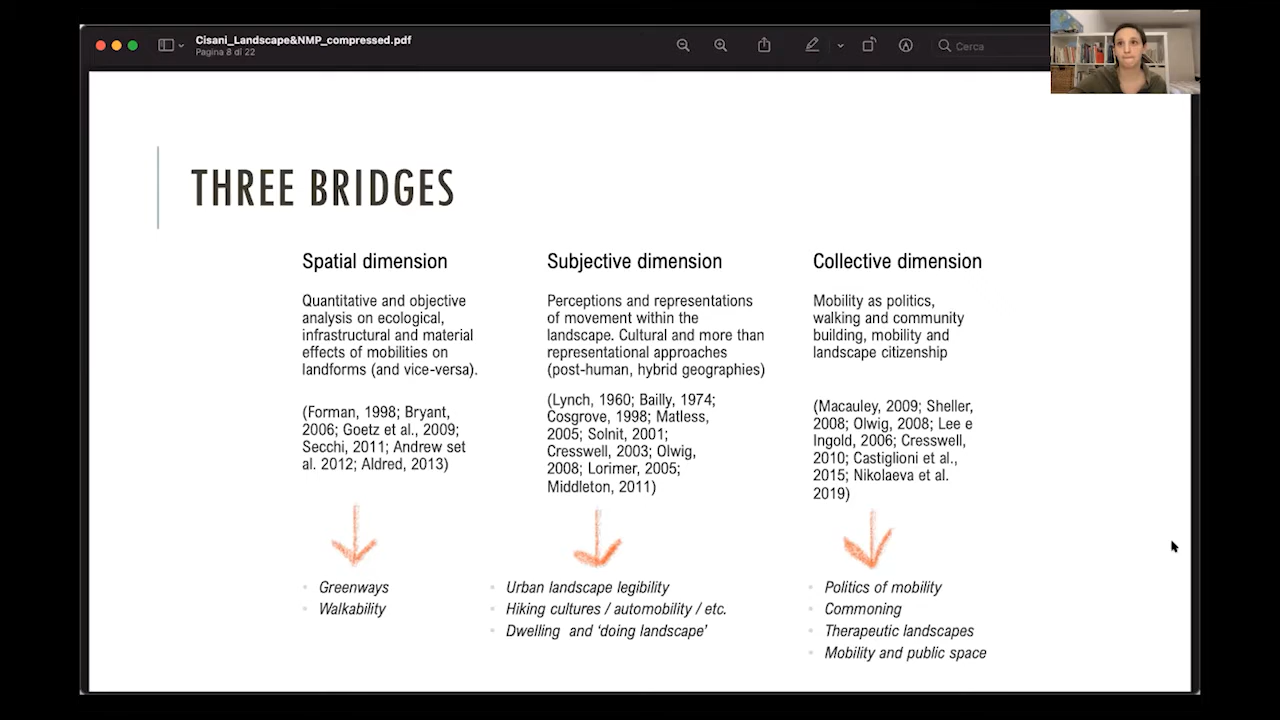 Cisani_Landscape&NMP_compressed.pdf
Pagina 8 di 22
Cerca
THREE BRIDGES
Spatial dimension
Quantitative and objective
analysis on ecological,
infrastructural and material
effects of mobilities on
landforms (and vice-versa).
(Forman, 1998; Bryant,
2006; Goetz et al., 2009;
Secchi, 2011; Andrew set
al. 2012; Aldred, 2013)
Greenways
Walkability
Subjective dimension
Perceptions and representations
of movement within the
landscape. Cultural and more than
representational approaches
(post-human, hybrid geographies)
(Lynch, 1960; Bailly, 1974;
Cosgrove, 1998; Matless,
2005; Solnit, 2001;
Cresswell, 2003; Olwig,
2008; Lorimer, 2005;
Middleton, 2011)
Urban landscape legibility
Hiking cultures / automobility / etc.
Dwelling and ‘doing landscape’
Collective dimension
Mobility as politics,
walking and community
building, mobility and
landscape citizenship
(Macauley, 2009; Sheller,
2008; Olwig, 2008; Lee e
Ingold, 2006; Cresswell,
2010; Castiglioni et al.,
2015; Nikolaeva et al.
2019)
Politics of mobility
Commoning
Therapeutic landscapes
Mobility and public space